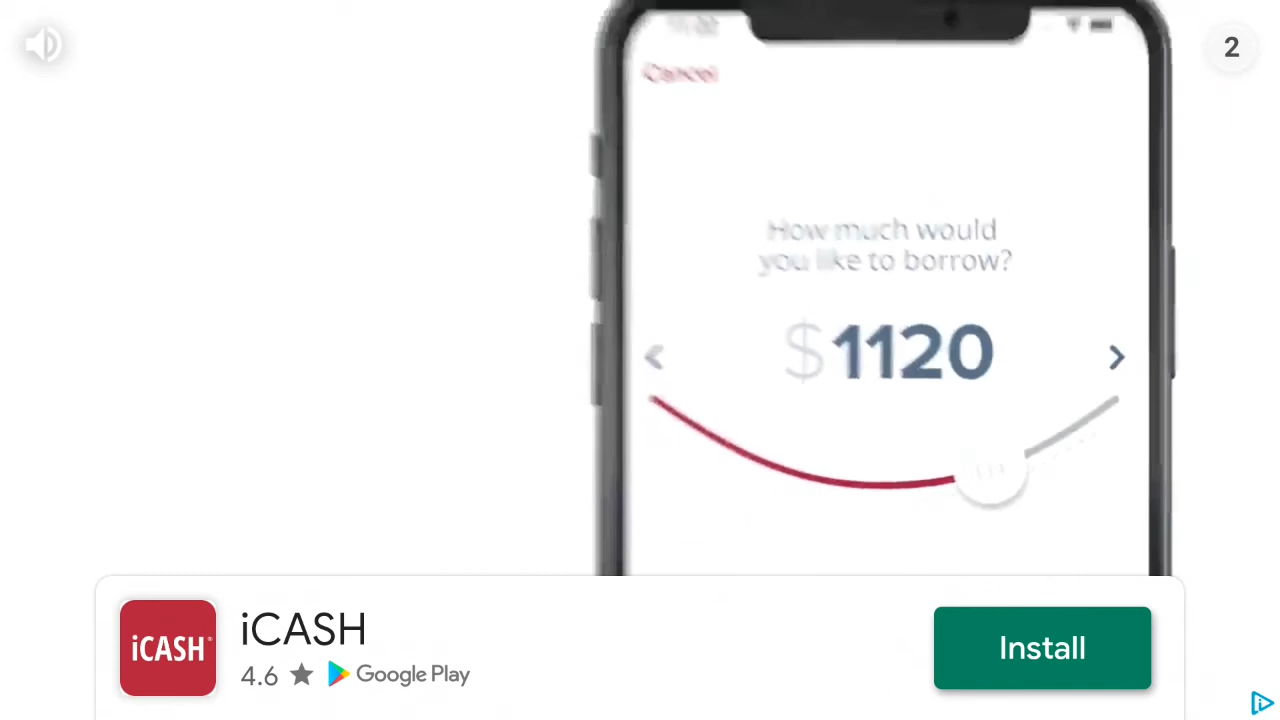 2
Cancel
How much would
you like to borrow?
$1120
iCASH
iCASH®
4.6 ★ Google Play
Install